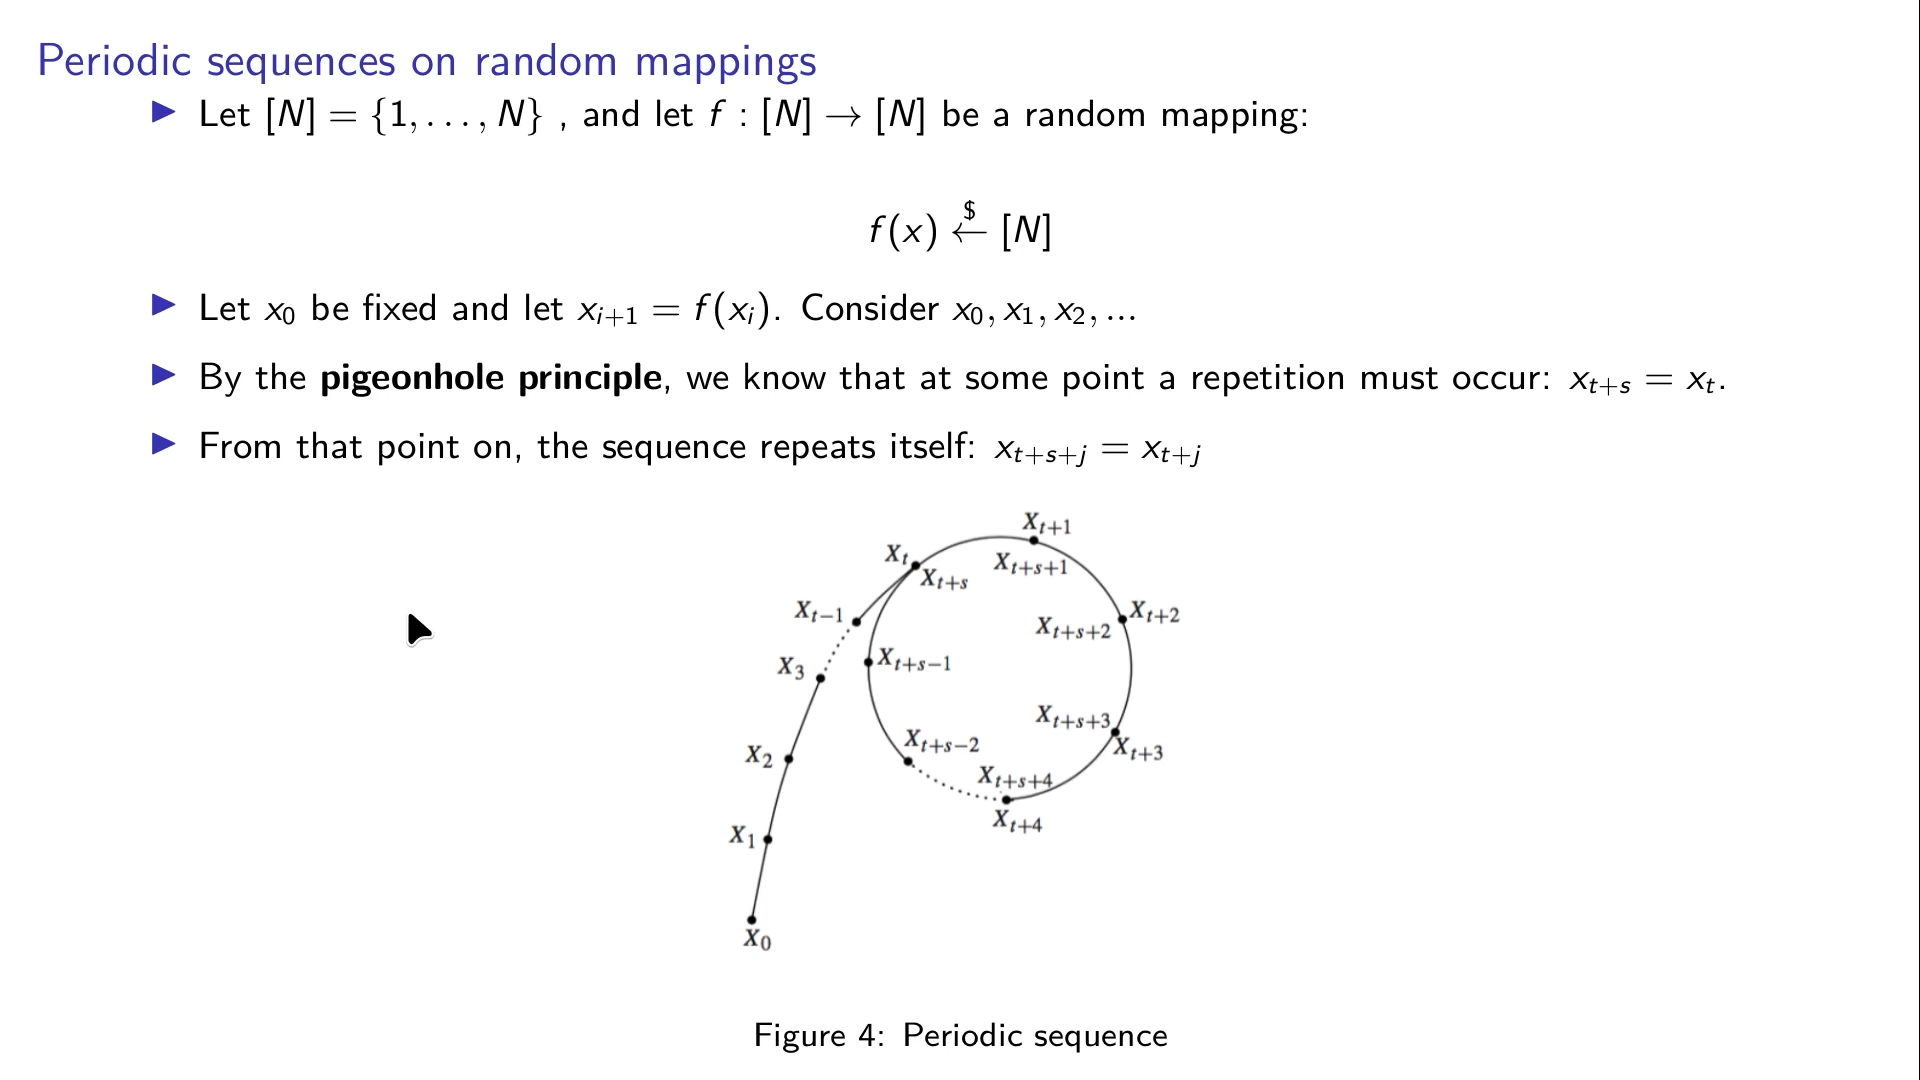 Periodic sequences on random mappings
▶ Let [N] = {1, . . . , N} , and let f : [N] → [N] be a random mapping:
f(x) ←$ [N]
▶ Let x₀ be fixed and let xᵢ₊₁ = f(xᵢ). Consider x₀, x₁, x₂, ...
▶ By the pigeonhole principle, we know that at some point a repetition must occur: xₜ₊ₛ = xₜ.
▶ From that point on, the sequence repeats itself: xₜ₊ₛ₊ⱼ = xₜ₊ⱼ
Xₜ₊₁
Xₜ
Xₜ₊ₛ₊₁
Xₜ₊ₛ
Xₜ₋₁
Xₜ₊₂
Xₜ₊ₛ₊₂
X₃
Xₜ₊ₛ₋₁
Xₜ₊ₛ₊₃
Xₜ₊₃
Xₜ₊ₛ₋₂
X₂
Xₜ₊ₛ₊₄
Xₜ₊₄
X₁
X₀
Figure 4: Periodic sequence